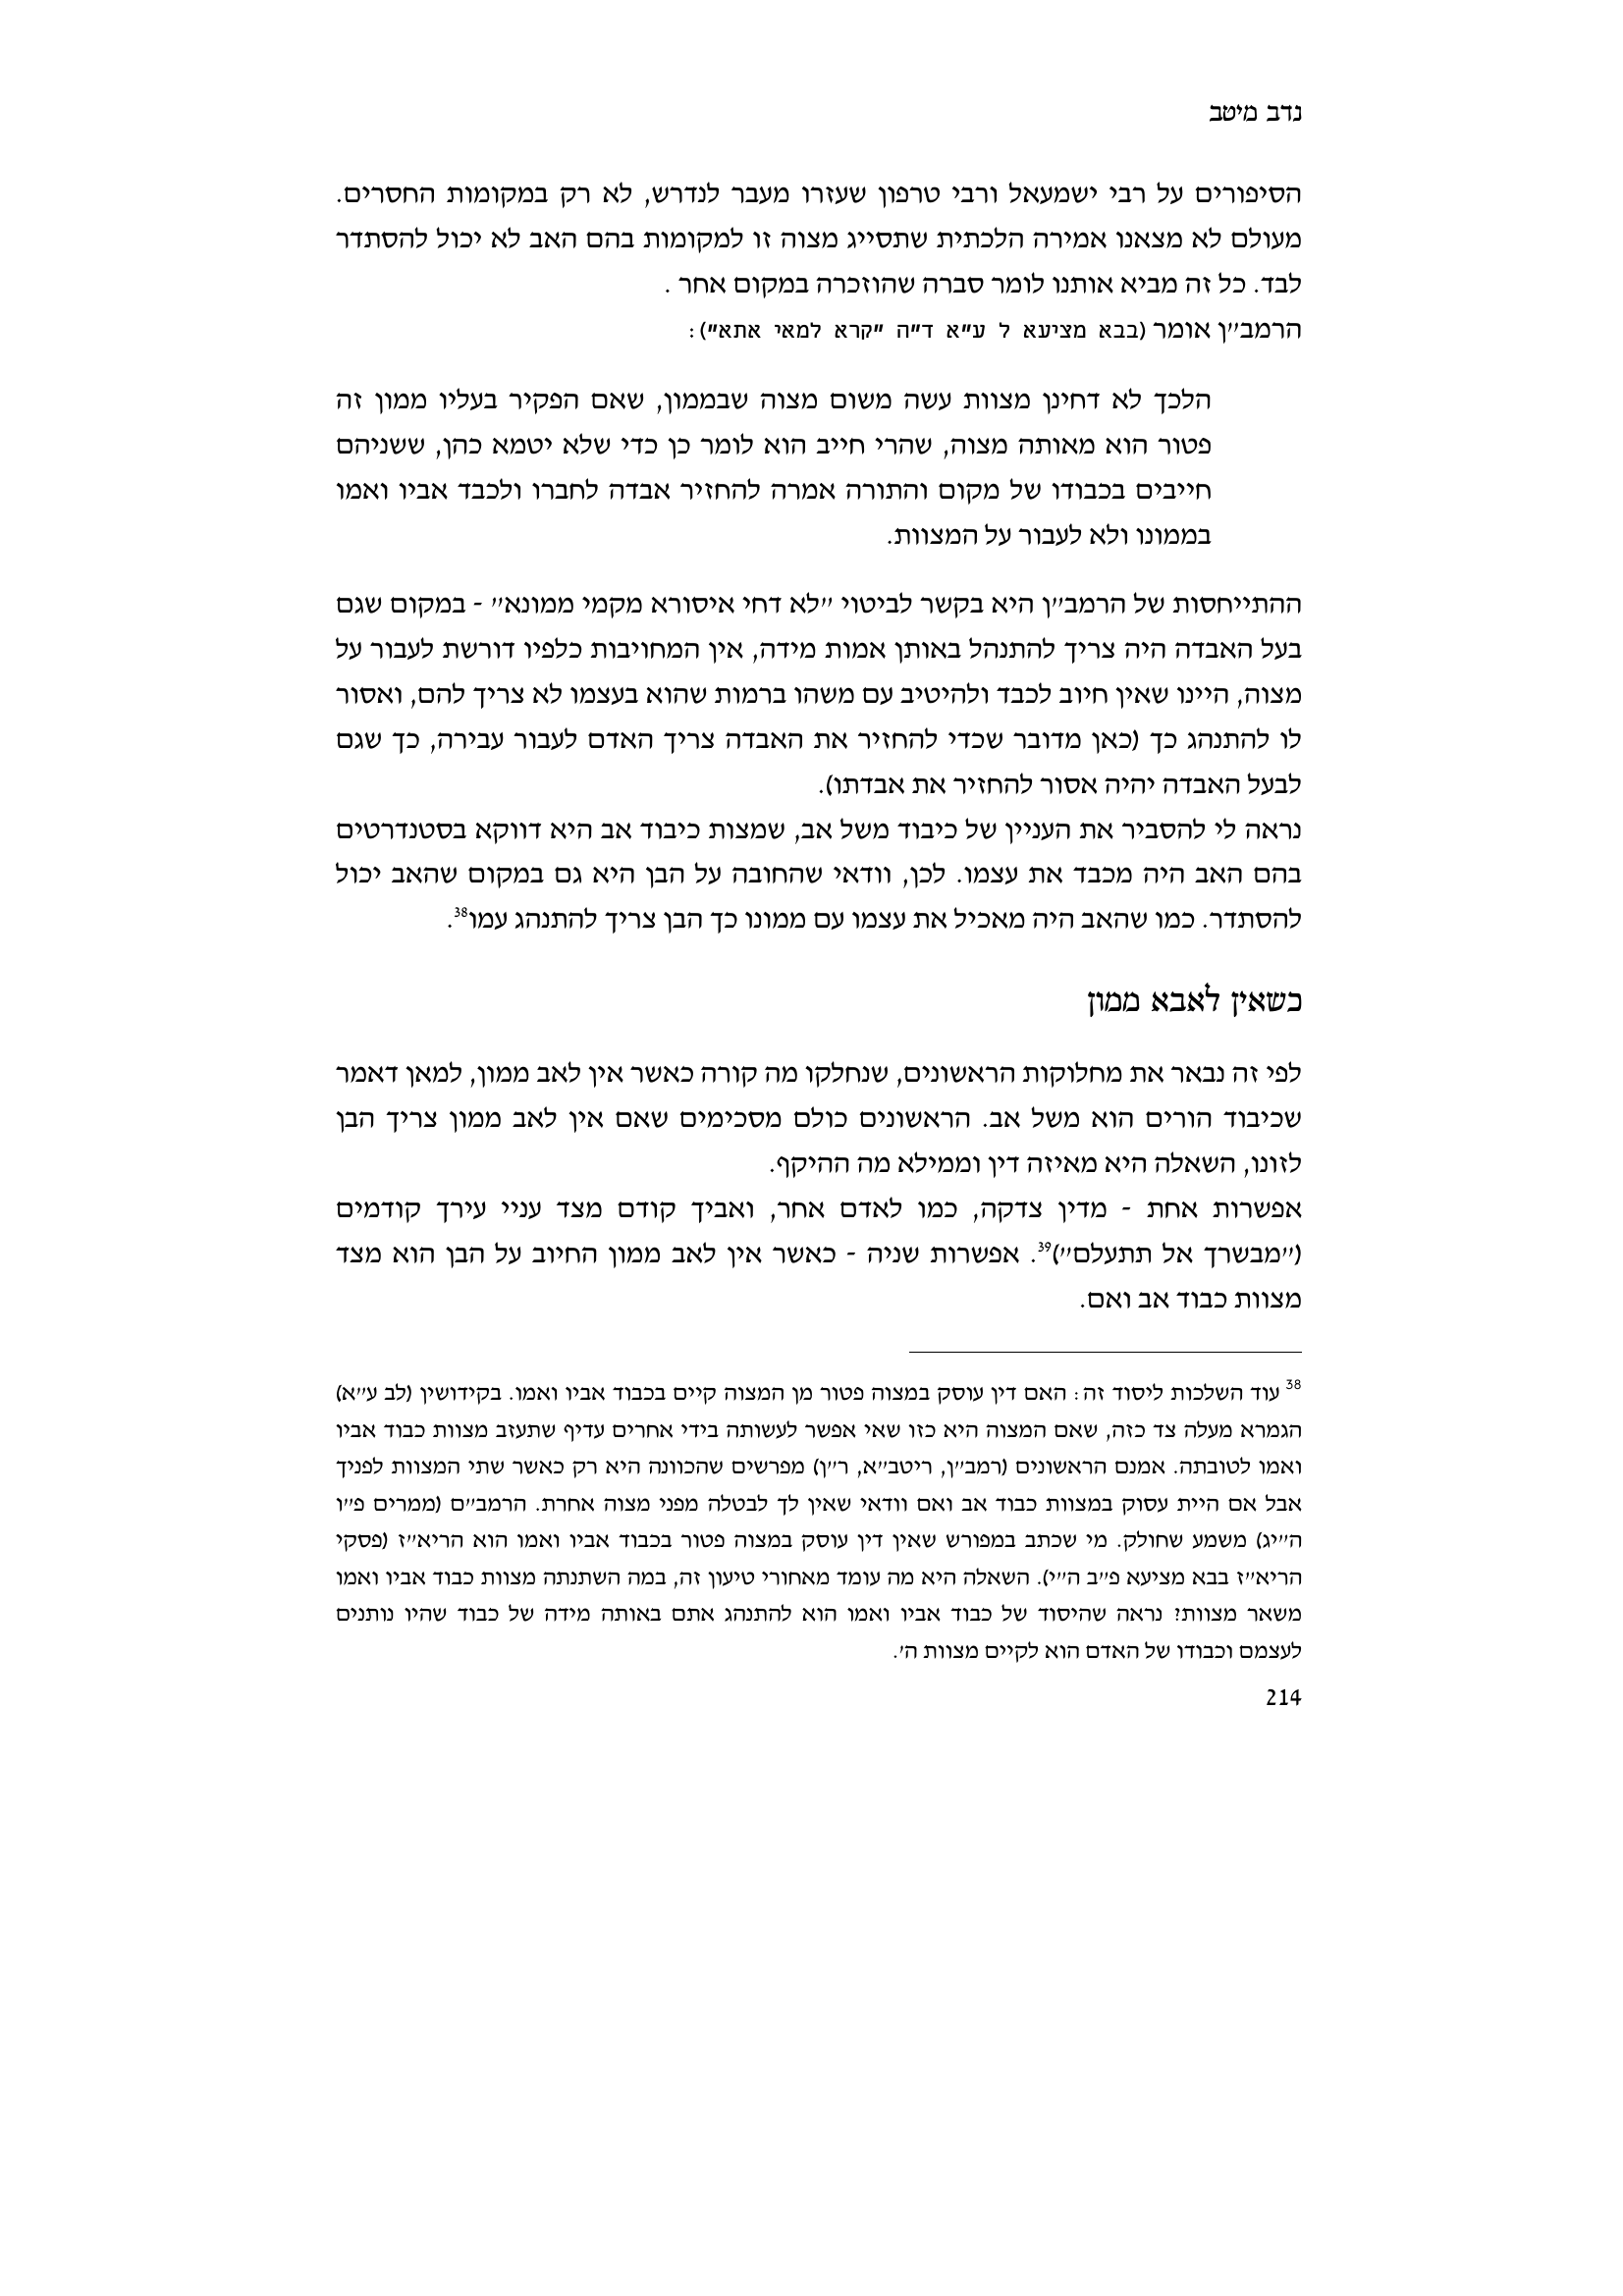 נדב מיטב
הסיפורים על רבי ישמעאל ורבי טרפון שעזרו מעבר לנדרש, לא רק במקומות החסרים.
מעולם לא מצאנו אמירה הלכתית שתסייג מצוה זו למקומות בהם האב לא יכול להסתדר
לבד. כל זה מביא אותנו לומר סברה שהוזכרה במקום אחר .
הרמב״ן אומר (בבא מציעא ל ע״א ד״ה ״קרא למאי אתא״):
הלכך לא דחינן מצוות עשה משום מצוה שבממון, שאם הפקיר בעליו ממון זה
פטור הוא מאותה מצוה, שהרי חייב הוא לומר כן כדי שלא יטמא כהן, ששניהם
חייבים בכבודו של מקום והתורה אמרה להחזיר אבדה לחברו ולכבד אביו ואמו
בממונו ולא לעבור על המצוות.
ההתייחסות של הרמב״ן היא בקשר לביטוי ״לא דחי איסורא מקמי ממונא״ - במקום שגם
בעל האבדה היה צריך להתנהל באותן אמות מידה, אין המחויבות כלפיו דורשת לעבור על
מצוה, היינו שאין חיוב לכבד ולהיטיב עם משהו ברמות שהוא בעצמו לא צריך להם, ואסור
לו להתנהג כך (כאן מדובר שכדי להחזיר את האבדה צריך האדם לעבור עבירה, כך שגם
לבעל האבדה יהיה אסור להחזיר את אבדתו).
נראה לי להסביר את העניין של כיבוד משל אב, שמצות כיבוד אב היא דווקא בסטנדרטים
בהם האב היה מכבד את עצמו. לכן, וודאי שהחובה על הבן היא גם במקום שהאב יכול
להסתדר. כמו שהאב היה מאכיל את עצמו עם ממונו כך הבן צריך להתנהג עמו38.
כשאין לאבא ממון
לפי זה נבאר את מחלוקות הראשונים, שנחלקו מה קורה כאשר אין לאב ממון, למאן דאמר
שכיבוד הורים הוא משל אב. הראשונים כולם מסכימים שאם אין לאב ממון צריך הבן
לזונו, השאלה היא מאיזה דין וממילא מה ההיקף.
אפשרות אחת - מדין צדקה, כמו לאדם אחר, ואביך קודם מצד עניי עירך קודמים
(״מבשרך אל תתעלם״)39. אפשרות שניה - כאשר אין לאב ממון החיוב על הבן הוא מצד
מצוות כבוד אב ואם.
38 עוד השלכות ליסוד זה: האם דין עוסק במצוה פטור מן המצוה קיים בכבוד אביו ואמו. בקידושין (לב ע״א)
הגמרא מעלה צד כזה, שאם המצוה היא כזו שאי אפשר לעשותה בידי אחרים עדיף שתעזב מצוות כבוד אביו
ואמו לטובתה. אמנם הראשונים (רמב״ן, ריטב״א, ר״ן) מפרשים שהכוונה היא רק כאשר שתי המצוות לפניך
אבל אם היית עסוק במצוות כבוד אב ואם וודאי שאין לך לבטלה מפני מצוה אחרת. הרמב״ם (ממרים פ״ו
ה״יג) משמע שחולק. מי שכתב במפורש שאין דין עוסק במצוה פטור בכבוד אביו ואמו הוא הריא״ז (פסקי
הריא״ז בבא מציעא פ״ב ה״י). השאלה היא מה עומד מאחורי טיעון זה, במה השתנתה מצוות כבוד אביו ואמו
משאר מצוות? נראה שהיסוד של כבוד אביו ואמו הוא להתנהג אתם באותה מידה של כבוד שהיו נותנים
לעצמם וכבודו של האדם הוא לקיים מצוות ה׳.
214